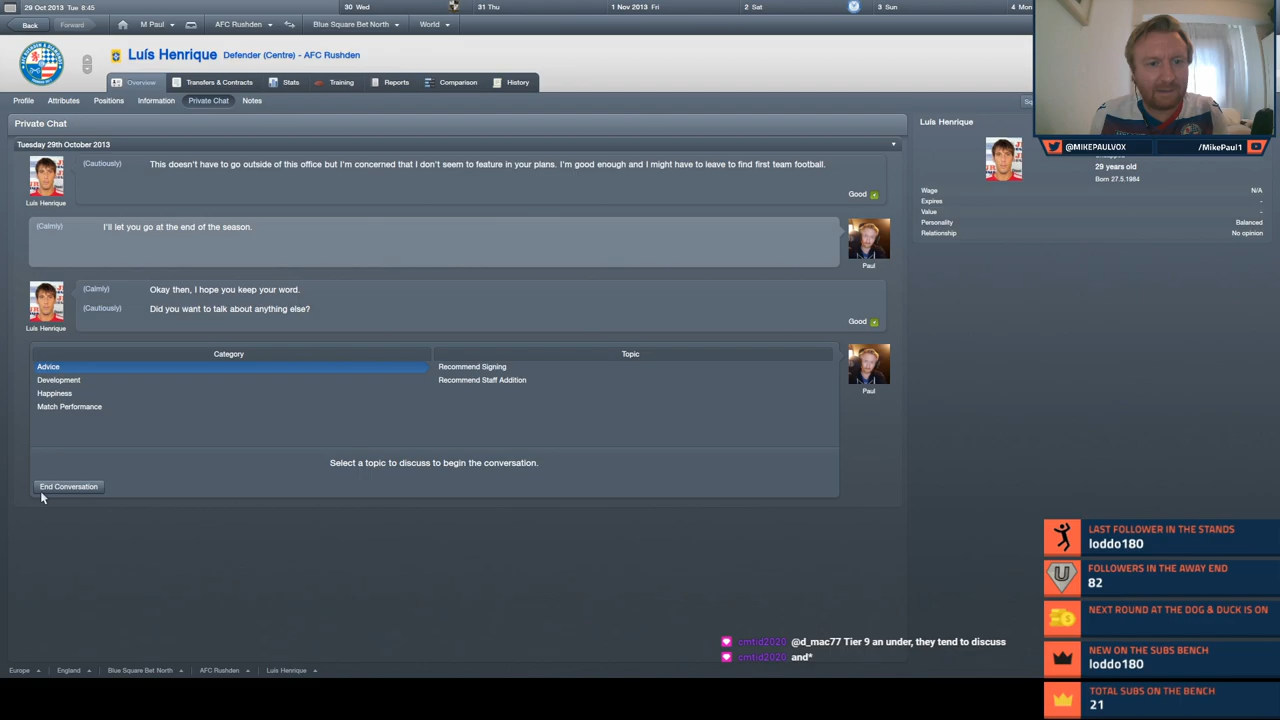 29 Oct 2013 Tue 8:45
30 Wed
31 Thu
1 Nov 2013 Fri
2 Sat
3 Sun
4 Mon
Back
Forward
M Paul
AFC Rushden
Blue Square Bet North
World
Luís Henrique
Defender (Centre) - AFC Rushden
Overview
Transfers & Contracts
Stats
Training
Reports
Comparison
History
Profile
Attributes
Positions
Information
Private Chat
Notes
Private Chat
Tuesday 29th October 2013
(Cautiously)
This doesn't have to go outside of this office but I'm concerned that I don't seem to feature in your plans. I'm good enough and I might have to leave to find first team football.
Good
Luís Henrique
(Calmly)
I'll let you go at the end of the season.
Paul
(Calmly)
Okay then, I hope you keep your word.
(Cautiously)
Did you want to talk about anything else?
Good
Luís Henrique
Category
Topic
Advice
Recommend Signing
Development
Recommend Staff Addition
Happiness
Match Performance
Paul
Select a topic to discuss to begin the conversation.
End Conversation
@MIKEPAULVOX
/MikePaul1
Luís Henrique
29 years old
Born 27.5.1984
Wage
N/A
Expires
-
Value
-
Personality
Balanced
Relationship
No opinion
LAST FOLLOWER IN THE STANDS
loddo180
FOLLOWERS IN THE AWAY END
82
NEXT ROUND AT THE DOG & DUCK IS ON
NEW ON THE SUBS BENCH
loddo180
TOTAL SUBS ON THE BENCH
21
cmtid2020 @d_mac77 Tier 9 an under, they tend to discuss
cmtid2020 and*
Europe
England
Blue Square Bet North
AFC Rushden
Luís Henrique